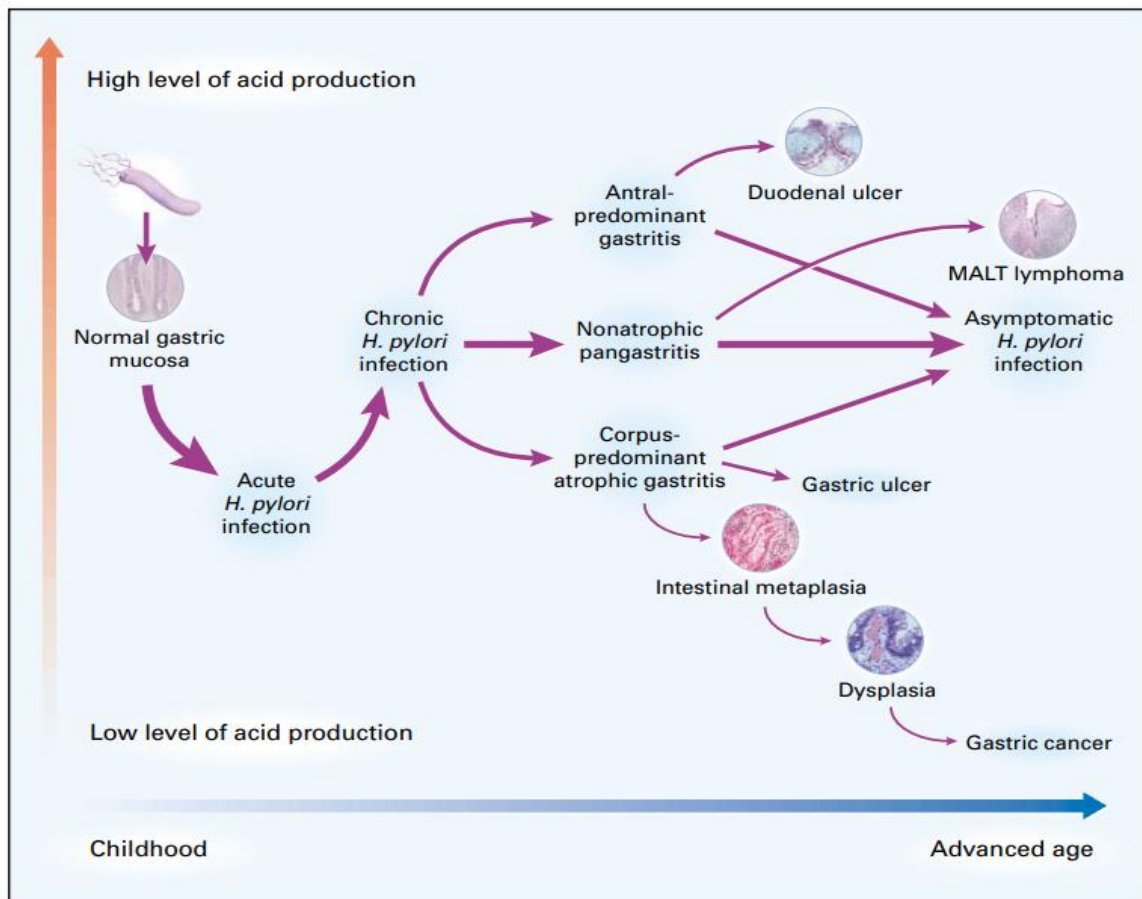 High level of acid production
Duodenal ulcer
Antral-
predominant
gastritis
MALT lymphoma
Normal gastric
mucosa
Chronic
H. pylori
infection
Nonatrophic
pangastritis
Asymptomatic
H. pylori
infection
Acute
H. pylori
infection
Corpus-
predominant
atrophic gastritis
Gastric ulcer
Intestinal metaplasia
Dysplasia
Low level of acid production
Gastric cancer
Childhood
Advanced age